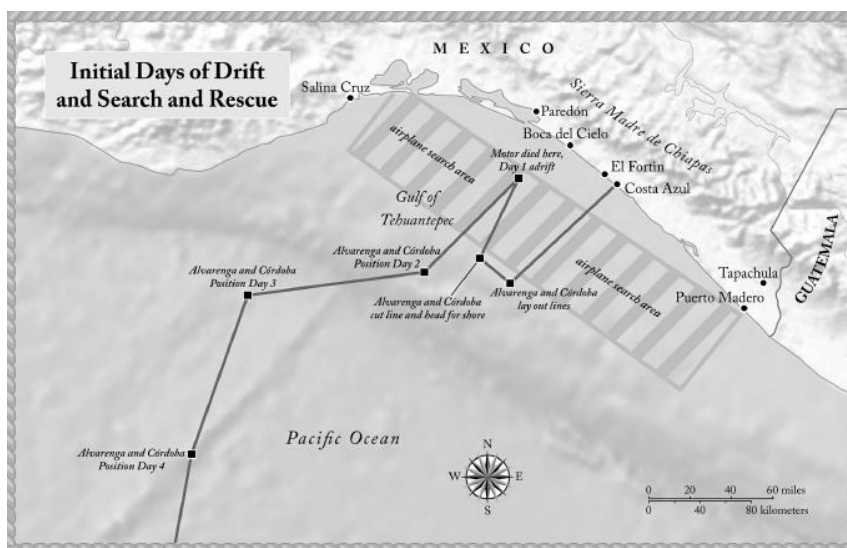 MEXICO
Initial Days of Drift
and Search and Rescue
Salina Cruz
Paredón
Sierra Madre de Chiapas
Boca del Cielo
airplane search area
Motor died here,
Day 1 adrift
El Fortin
Costa Azul
Gulf of
Tehuantepec
GUATEMALA
Alvarenga and Córdoba
Position Day 2
Alvarenga and Córdoba
Position Day 3
airplane search area
Tapachula
Alvarenga and Córdoba
cut line and head for shore
Alvarenga and Córdoba
lay out lines
Puerto Madero
Pacific Ocean
Alvarenga and Córdoba
Position Day 4
N
W E
S
0 20 40 60 miles
0 40 80 kilometers